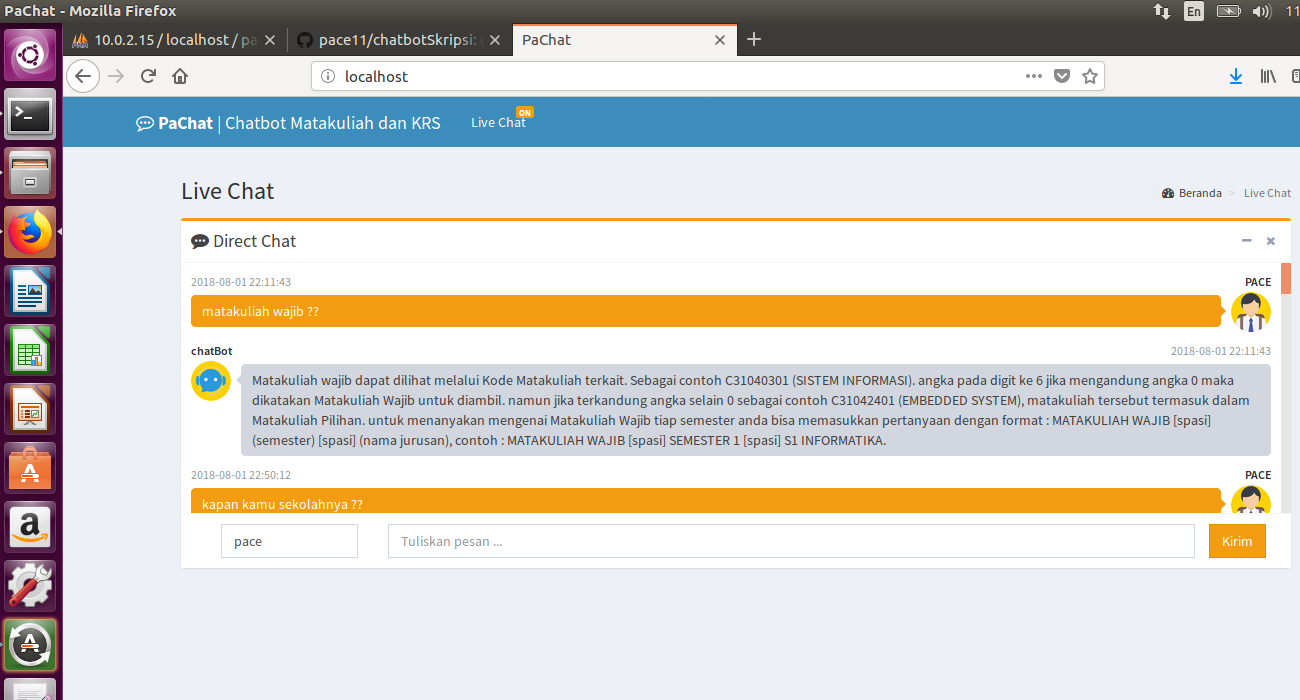 PaChat - Mozilla Firefox
En
11
10.0.2.15 / localhost / pa
pace11/chatbotSkripsi:
PaChat
localhost
PaChat | Chatbot Matakuliah dan KRS
Live Chat
ON
Live Chat
Beranda > Live Chat
Direct Chat
2018-08-01 22:11:43
PACE
matakuliah wajib ??
chatBot
2018-08-01 22:11:43
Matakuliah wajib dapat dilihat melalui Kode Matakuliah terkait. Sebagai contoh C31040301 (SISTEM INFORMASI). angka pada digit ke 6 jika mengandung angka 0 maka
dikatakan Matakuliah Wajib untuk diambil. namun jika terkandung angka selain 0 sebagai contoh C31042401 (EMBEDDED SYSTEM), matakuliah tersebut termasuk dalam
Matakuliah Pilihan. untuk menanyakan mengenai Matakuliah Wajib tiap semester anda bisa memasukkan pertanyaan dengan format : MATAKULIAH WAJIB [spasi]
(semester) [spasi] (nama jurusan), contoh : MATAKULIAH WAJIB [spasi] SEMESTER 1 [spasi] S1 INFORMATIKA.
2018-08-01 22:50:12
PACE
kapan kamu sekolahnya ??
pace
Tuliskan pesan ...
Kirim